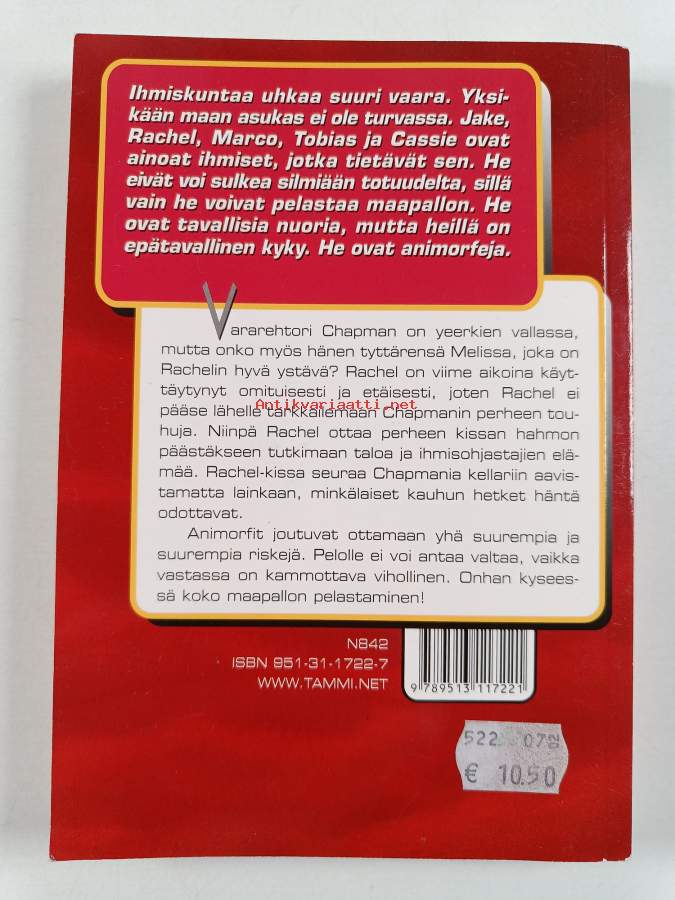 Ihmiskuntaa uhkaa suuri vaara. Yksi-
kään maan asukas ei ole turvassa. Jake,
Rachel, Marco, Tobias ja Cassie ovat
ainoat ihmiset, jotka tietävät sen. He
eivät voi sulkea silmiään totuudelta, sillä
vain he voivat pelastaa maapallon. He
ovat tavallisia nuoria, mutta heillä on
epätavallinen kyky. He ovat animorfeja.
Vararehtori Chapman on yeerkien vallassa,
mutta onko myös hänen tyttärensä Melissa, joka on
Rachelin hyvä ystävä? Rachel on viime aikoina käyt-
täytynyt omituisesti ja etäisesti, joten Rachel ei
Antikvariaatti.net
pääse lähelle tarkkailemaan Chapmanin perheen tou-
huja. Niinpä Rachel ottaa perheen kissan hahmon
päästäkseen tutkimaan taloa ja ihmisohjastajien elä-
mää. Rachel-kissa seuraa Chapmania kellariin aavis-
tamatta lainkaan, minkälaiset kauhun hetket häntä
odottavat.
Animorfit joutuvat ottamaan yhä suurempia ja
suurempia riskejä. Pelolle ei voi antaa valtaa, vaikka
vastassa on kammottava vihollinen. Onhan kysees-
sä koko maapallon pelastaminen!
N842
ISBN 951-31-1722-7
WWW.TAMMI.NET
9 789513 117221
522 07 02
€ 10.50